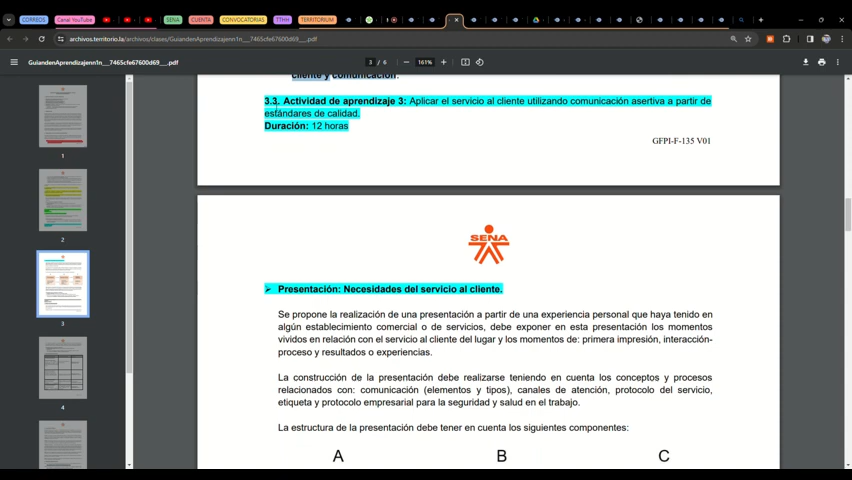 CORREOS
Canal YouTube
SENA
CUENTA
CONVOCATORIAS
TTHH
TERRITORIUM
archivos.territorio.la/archivos/clases/GuiandenAprendizajenn1n__7465cfe67600d69__.pdf
GuiandenAprendizajenn1n__7465cfe67600d69__.pdf
3 / 6
161%
cliente y comunicación.
3.3. Actividad de aprendizaje 3: Aplicar el servicio al cliente utilizando comunicación asertiva a partir de
estándares de calidad.
Duración: 12 horas
GFPI-F-135 V01
1
2
3
4
SENA
➢ Presentación: Necesidades del servicio al cliente.
Se propone la realización de una presentación a partir de una experiencia personal que haya tenido en
algún establecimiento comercial o de servicios, debe exponer en esta presentación los momentos
vividos en relación con el servicio al cliente del lugar y los momentos de: primera impresión, interacción-
proceso y resultados o experiencias.
La construcción de la presentación debe realizarse teniendo en cuenta los conceptos y procesos
relacionados con: comunicación (elementos y tipos), canales de atención, protocolo del servicio,
etiqueta y protocolo empresarial para la seguridad y salud en el trabajo.
La estructura de la presentación debe tener en cuenta los siguientes componentes:
A B C